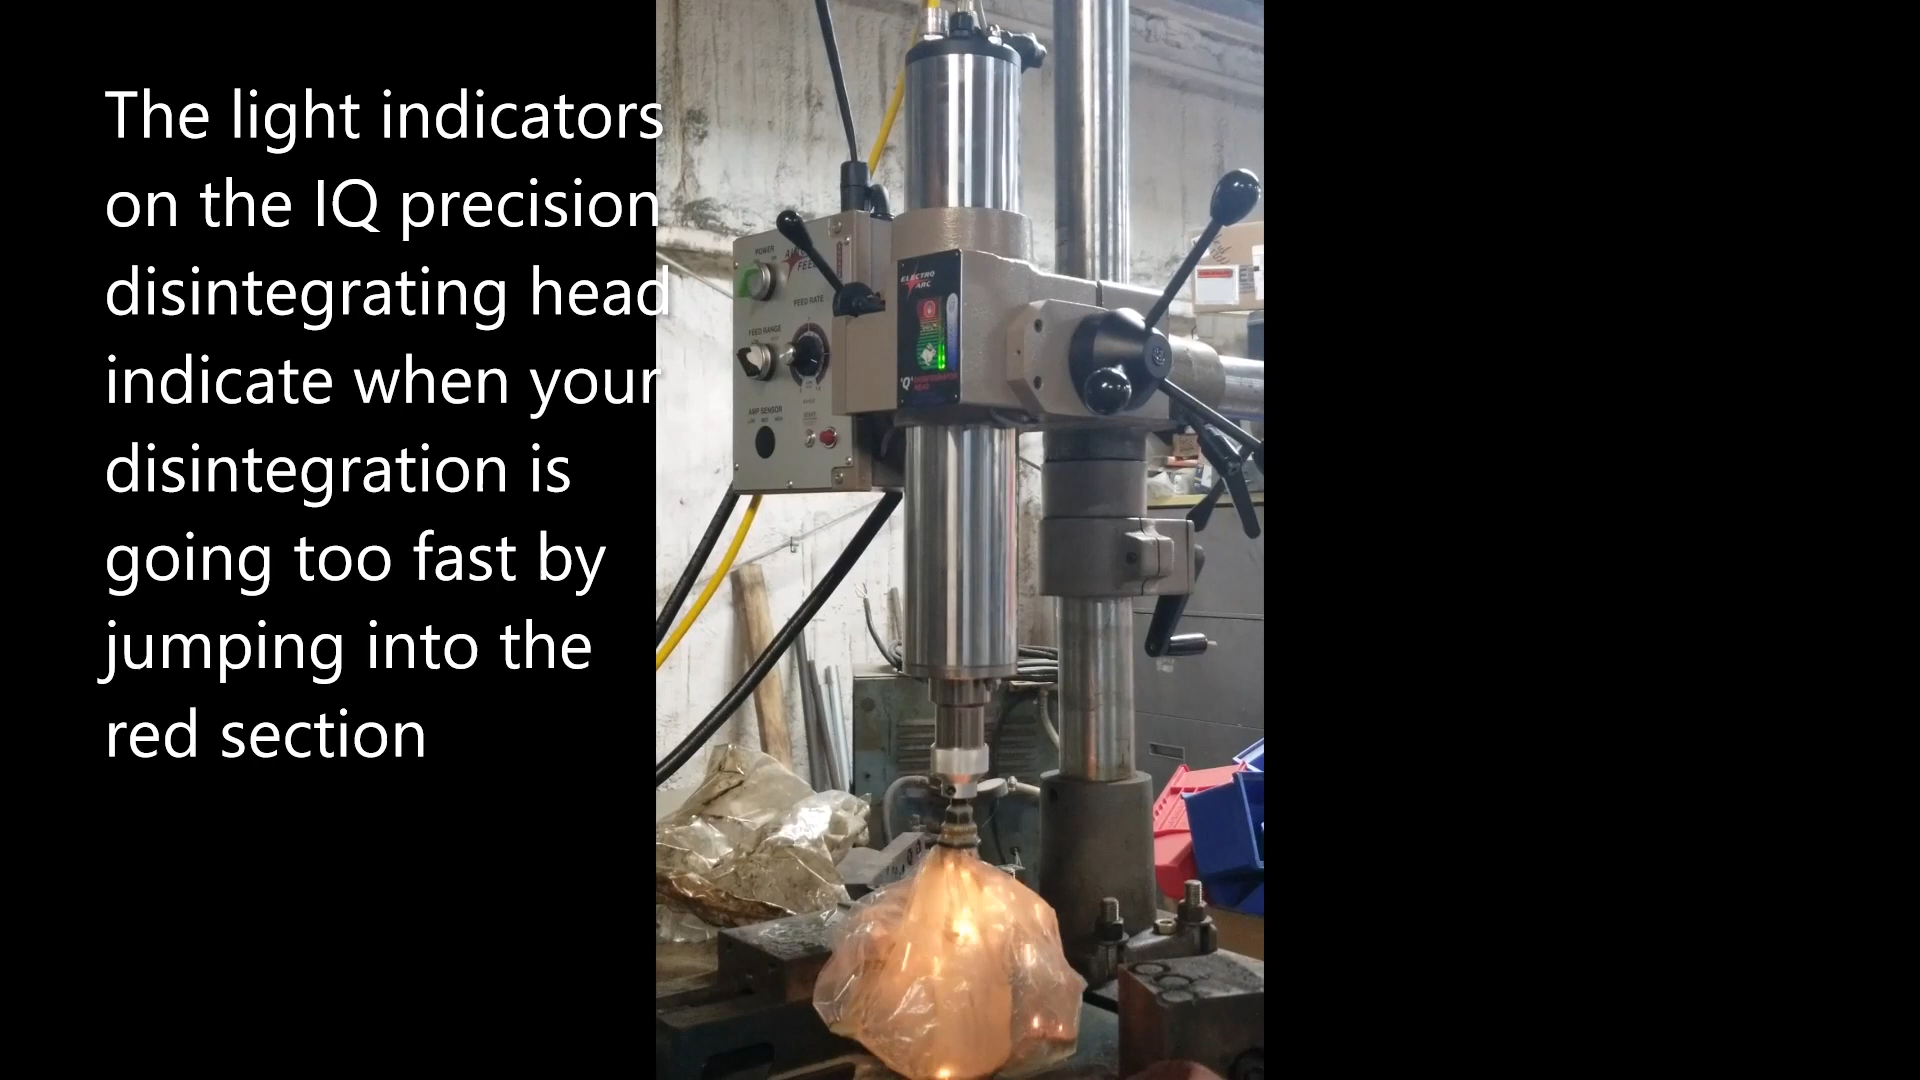 The light indicators
on the IQ precision
disintegrating head
indicate when your
disintegration is
going too fast by
jumping into the
red section
POWER
FEED RATE
FEED RANGE
AMP SENSOR
ELECTRO
ARC
'Q'